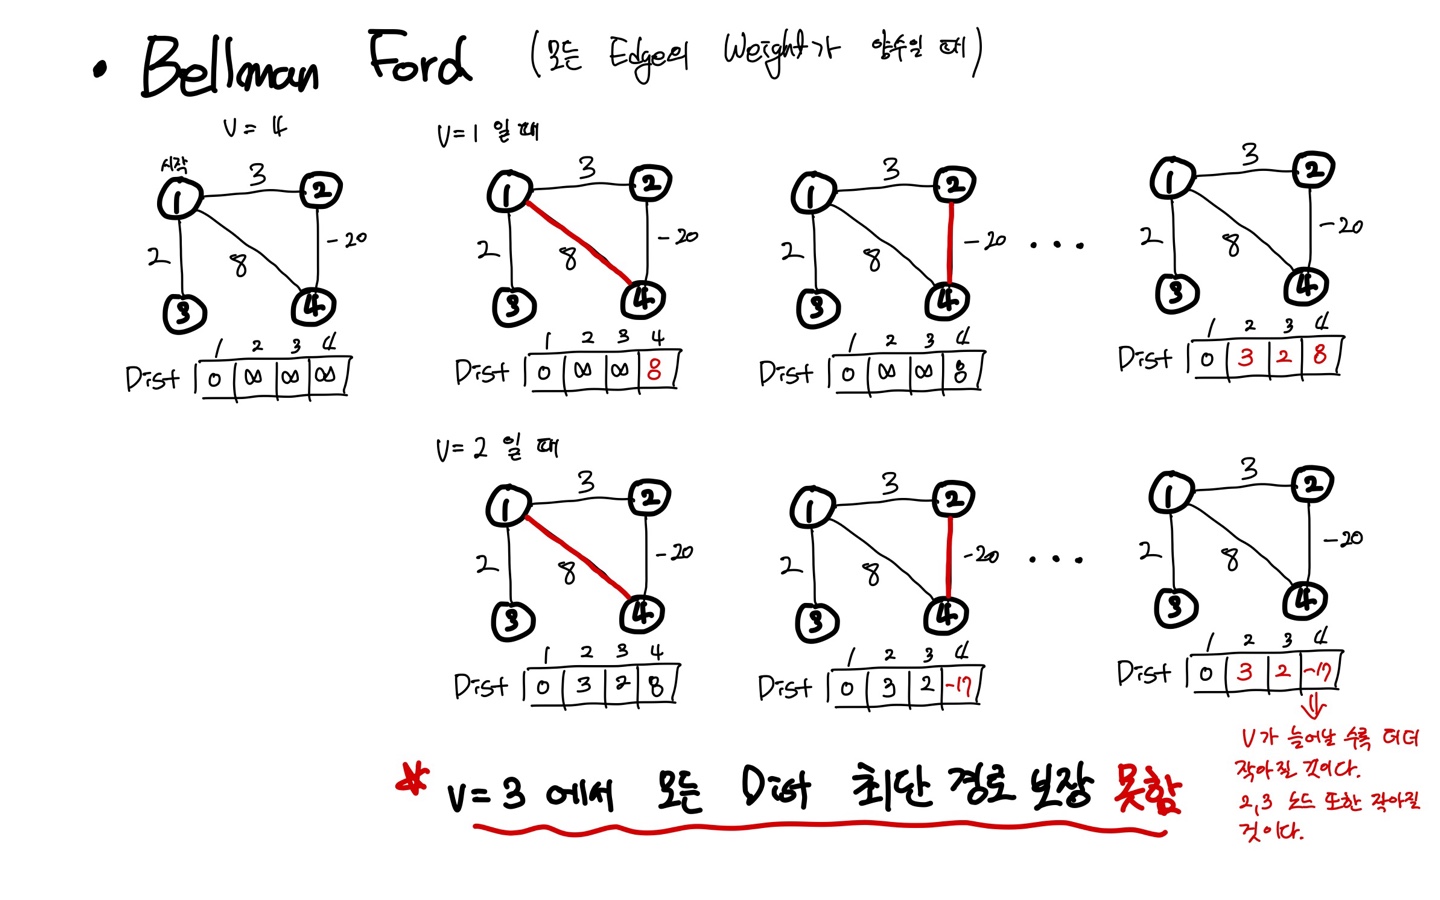 • Bellman Ford (모든 Edge의 Weight가 양수일 때)
V = 4
V=1 일 때
시작
1 3 2
2 8 -20
3 4
1 2 3 4
Dist 0 ∞ ∞ ∞
1 3 2
2 8 -20
3 4
1 2 3 4
Dist 0 ∞ ∞ 8
1 3 2
2 8 -20
3 4
1 2 3 4
Dist 0 ∞ ∞ 8
...
1 3 2
2 8 -20
3 4
1 2 3 4
Dist 0 3 2 8
V=2 일 때
1 3 2
2 8 -20
3 4
1 2 3 4
Dist 0 3 2 8
1 3 2
2 8 -20
3 4
1 2 3 4
Dist 0 3 2 -17
...
1 3 2
2 8 -20
3 4
1 2 3 4
Dist 0 3 2 -17
V가 늘어날 수록 더더
작아질 것이다.
2,3 노드 또한 작아질
것이다.
* V=3 에서 모든 Dist 최단 경로 보장 못함